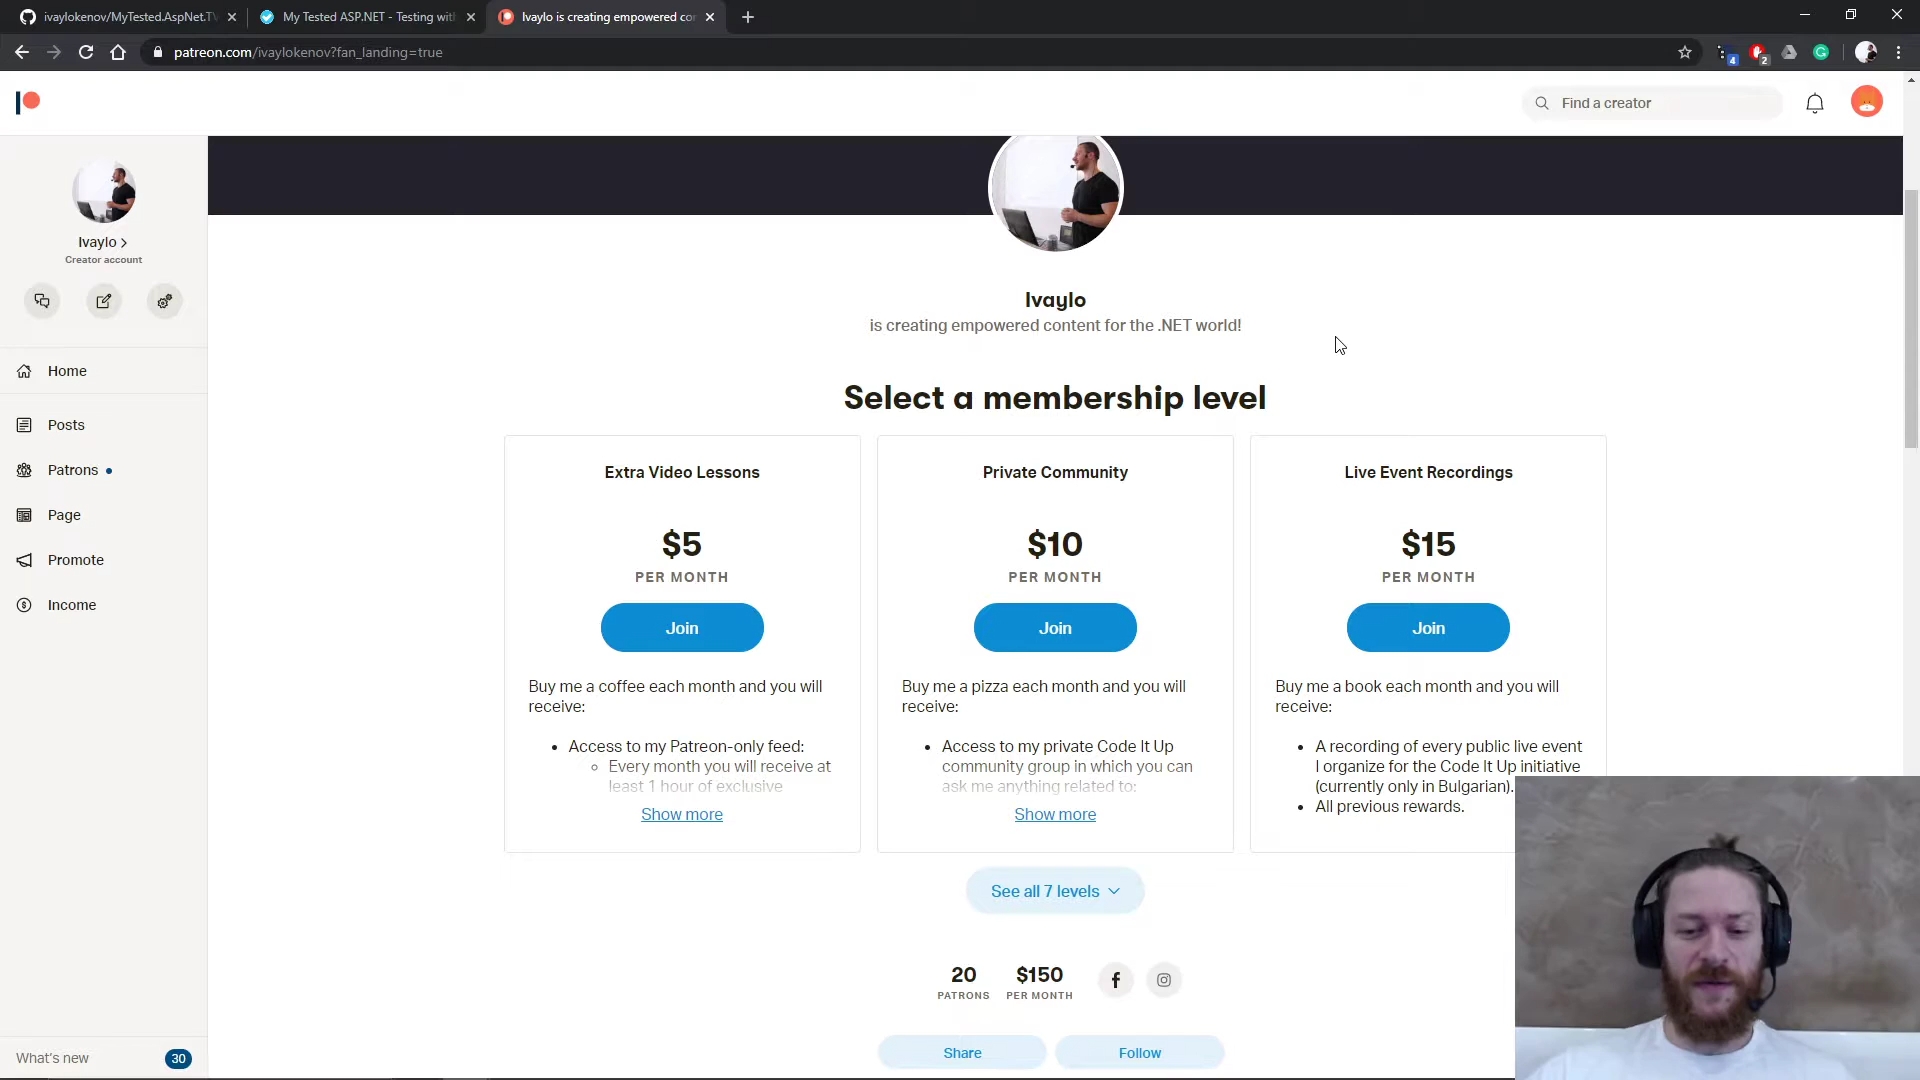 ivaylokenov/MyTested.AspNet.TV
My Tested ASP.NET - Testing with
Ivaylo is creating empowered con
patreon.com/ivaylokenov?fan_landing=true
4
2
Find a creator
Ivaylo
Creator account
Home
Posts
Patrons
Page
Promote
Income
What's new
30
Ivaylo
is creating empowered content for the .NET world!
Select a membership level
Extra Video Lessons
$5
PER MONTH
Join
Buy me a coffee each month and you will
receive:
• Access to my Patreon-only feed:
Every month you will receive at
least 1 hour of exclusive
Show more
Private Community
$10
PER MONTH
Join
Buy me a pizza each month and you will
receive:
• Access to my private Code It Up
community group in which you can
ask me anything related to:
Show more
Live Event Recordings
$15
PER MONTH
Join
Buy me a book each month and you will
receive:
• A recording of every public live event
I organize for the Code It Up initiative
(currently only in Bulgarian).
• All previous rewards.
See all 7 levels
20
PATRONS
$150
PER MONTH
Share
Follow